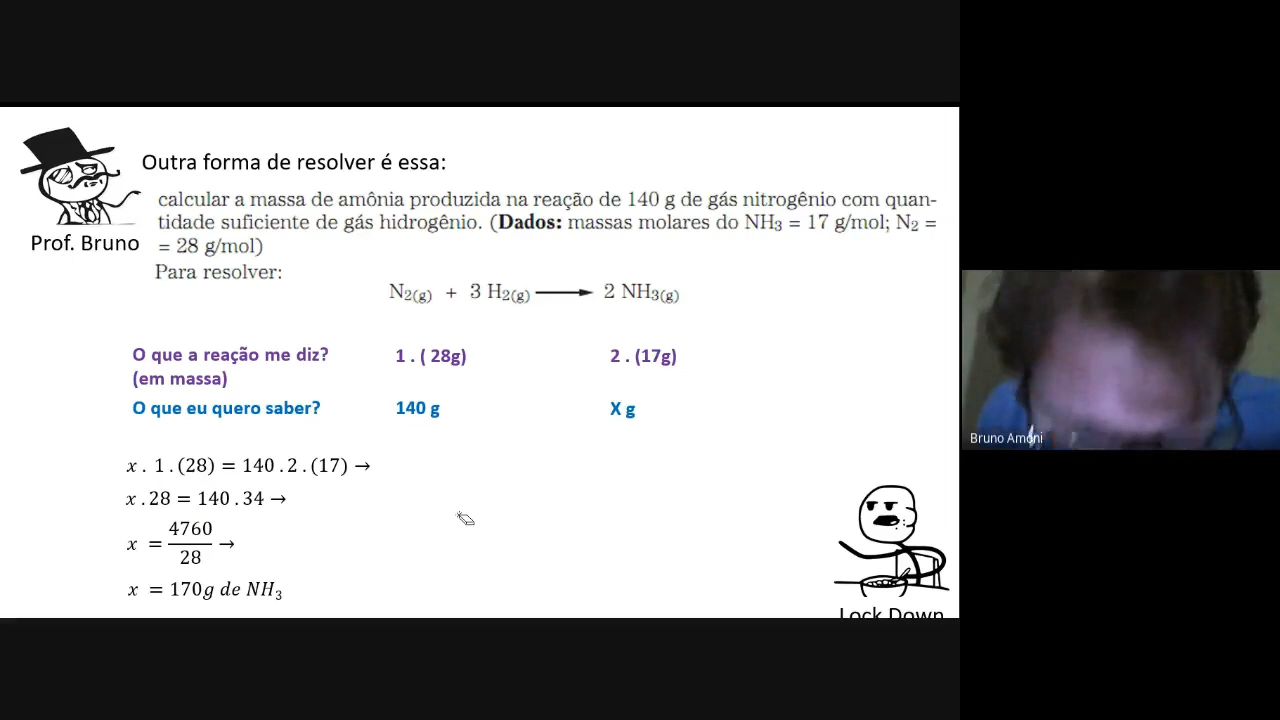 Outra forma de resolver é essa:
calcular a massa de amônia produzida na reação de 140 g de gás nitrogênio com quan-
tidade suficiente de gás hidrogênio. (Dados: massas molares do NH3 = 17 g/mol; N2 =
= 28 g/mol)
Prof. Bruno
Para resolver:
N2(g) + 3 H2(g) ⟶ 2 NH3(g)
O que a reação me diz? 1 . ( 28g) 2 . (17g)
(em massa)
O que eu quero saber? 140 g X g
x . 1 . (28) = 140 . 2 . (17) →
x . 28 = 140 . 34 →
x = 4760/28 →
x = 170g de NH₃
Lock Down
Bruno Amoni